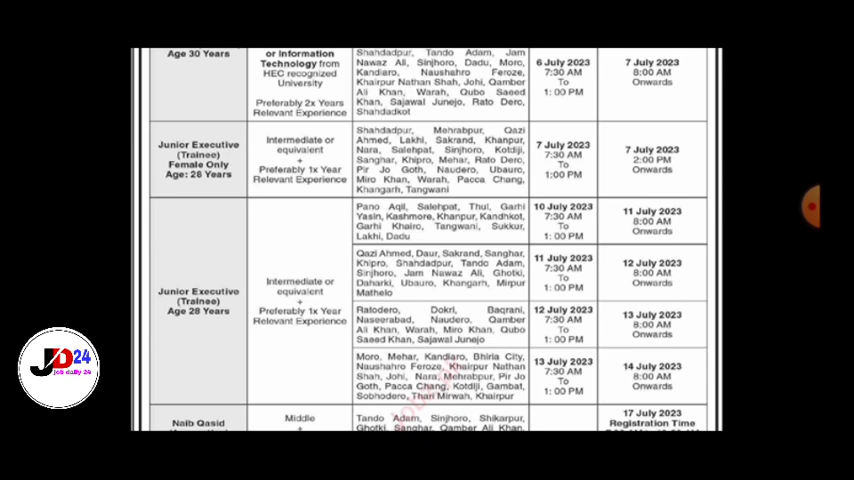 Age 30 Years
or Information
Technology from
HEC recognized
University
Preferably 2x Years
Relevant Experience
Shahdadpur, Tando Adam, Jam
Nawaz Ali, Sinjhoro, Dadu, Moro,
Kandiaro, Naushahro Feroze,
Khairpur Nathan Shah, Johi, Qamber
Ali Khan, Warah, Qubo Saeed
Khan, Sajawal Junejo, Rato Dero,
Shahdadkot
6 July 2023
7:30 AM
To
1: 00 PM
7 July 2023
8:00 AM
Onwards
Junior Executive
(Trainee)
Female Only
Age: 28 Years
Intermediate or
equivalent
+
Preferably 1x Year
Relevant Experience
Shahdadpur, Mehrabpur, Qazi
Ahmed, Lakhi, Sakrand, Khanpur,
Nara, Salehpat, Sinjhoro, Kotdiji,
Sanghar, Khipro, Mehar, Rato Dero,
Pir Jo Goth, Naudero, Ubauro,
Miro Khan, Warah, Pacca Chang,
Khangarh, Tangwani
7 July 2023
7:30 AM
To
1:00 PM
7 July 2023
2:00 PM
Onwards
Junior Executive
(Trainee)
Age 28 Years
Intermediate or
equivalent
+
Preferably 1x Year
Relevant Experience
Pano Aqil, Salehpat, Thul, Garhi
Yasin, Kashmore, Khanpur, Kandhkot,
Garhi Khairo, Tangwani, Sukkur,
Lakhi, Dadu
10 July 2023
7:30 AM
To
1: 00 PM
11 July 2023
8:00 AM
Onwards
Qazi Ahmed, Daur, Sakrand, Sanghar,
Khipro, Shahdadpur, Tando Adam,
Sinjhoro, Jam Nawaz Ali, Ghotki,
Daharki, Ubauro, Khangarh, Mirpur
Mathelo
11 July 2023
7:30 AM
To
1: 00 PM
12 July 2023
8:00 AM
Onwards
Ratodero, Dokri, Baqrani,
Naseerabad, Naudero, Qamber
Ali Khan, Warah, Miro Khan, Qubo
Saeed Khan, Sajawal Junejo
12 July 2023
7:30 AM
To
1: 00 PM
13 July 2023
8:00 AM
Onwards
Moro, Mehar, Kandiaro, Bhiria City,
Naushahro Feroze, Khairpur Nathan
Shah, Johi, Nara, Mehrabpur, Pir Jo
Goth, Pacca Chang, Kotdiji, Gambat,
Sobhodero, Thari Mirwah, Khairpur
13 July 2023
7:30 AM
To
1: 00 PM
14 July 2023
8:00 AM
Onwards
Naib Qasid
Middle
+
Tando Adam, Sinjhoro, Shikarpur,
Ghotki, Sanghar, Qamber Ali Khan,
17 July 2023
Registration Time
JD24
job daily 24